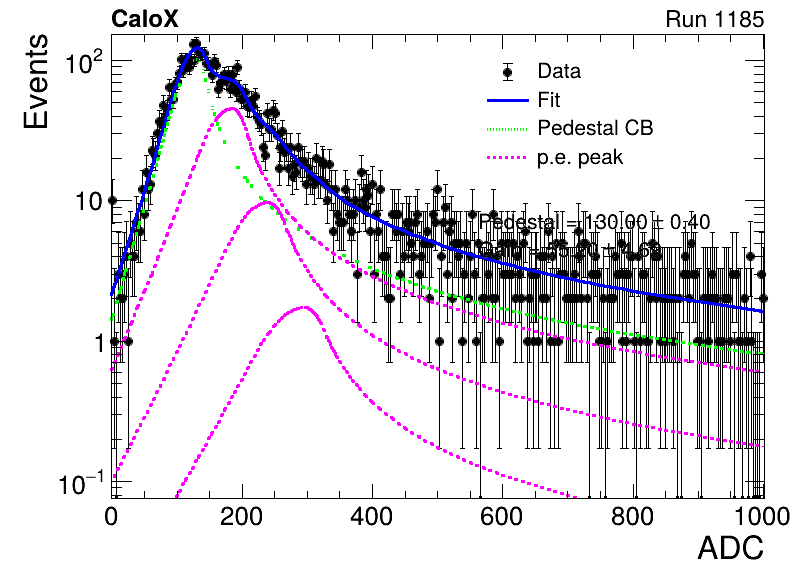 CaloX Run 1185
Events
Data
Fit
Pedestal CB
p.e. peak
Pedestal = 130.00 ± 0.40
10²
10
1
10⁻¹
0 200 400 600 800 1000
ADC